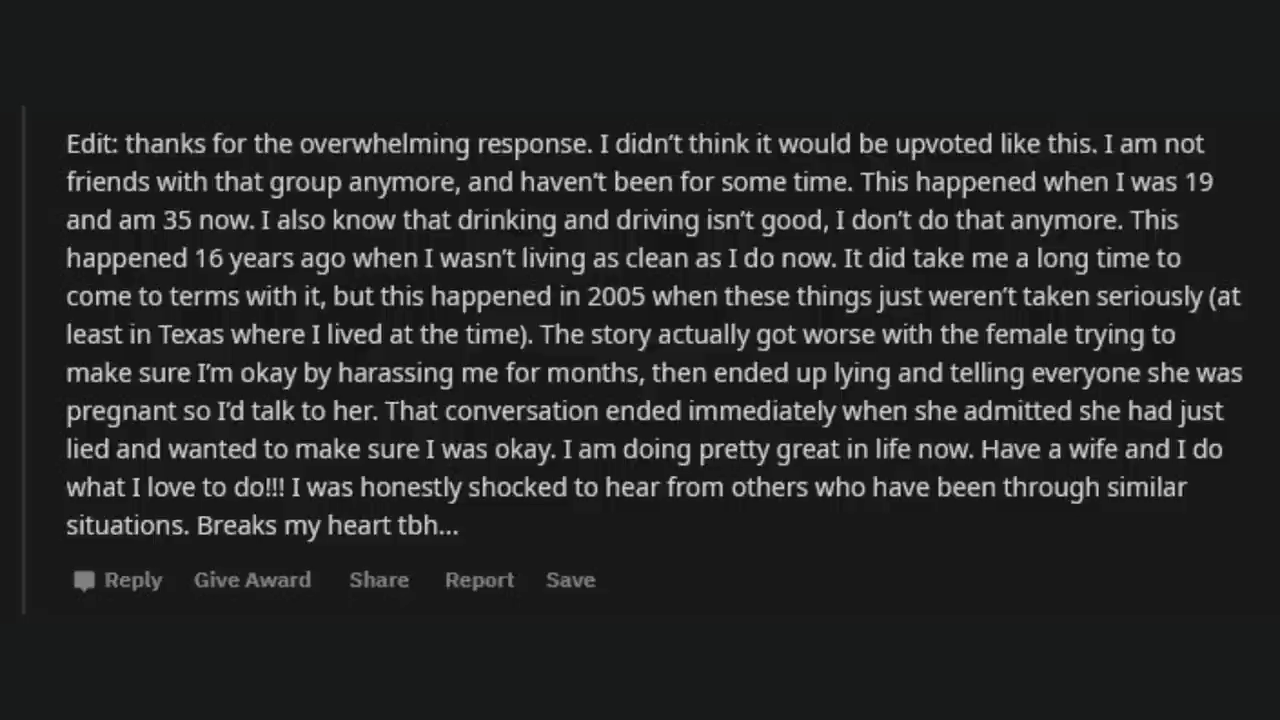 Edit: thanks for the overwhelming response. I didn't think it would be upvoted like this. I am not
friends with that group anymore, and haven't been for some time. This happened when I was 19
and am 35 now. I also know that drinking and driving isn't good, I don't do that anymore. This
happened 16 years ago when I wasn't living as clean as I do now. It did take me a long time to
come to terms with it, but this happened in 2005 when these things just weren't taken seriously (at
least in Texas where I lived at the time). The story actually got worse with the female trying to
make sure I'm okay by harassing me for months, then ended up lying and telling everyone she was
pregnant so I'd talk to her. That conversation ended immediately when she admitted she had just
lied and wanted to make sure I was okay. I am doing pretty great in life now. Have a wife and I do
what I love to do!!! I was honestly shocked to hear from others who have been through similar
situations. Breaks my heart tbh...
Reply Give Award Share Report Save